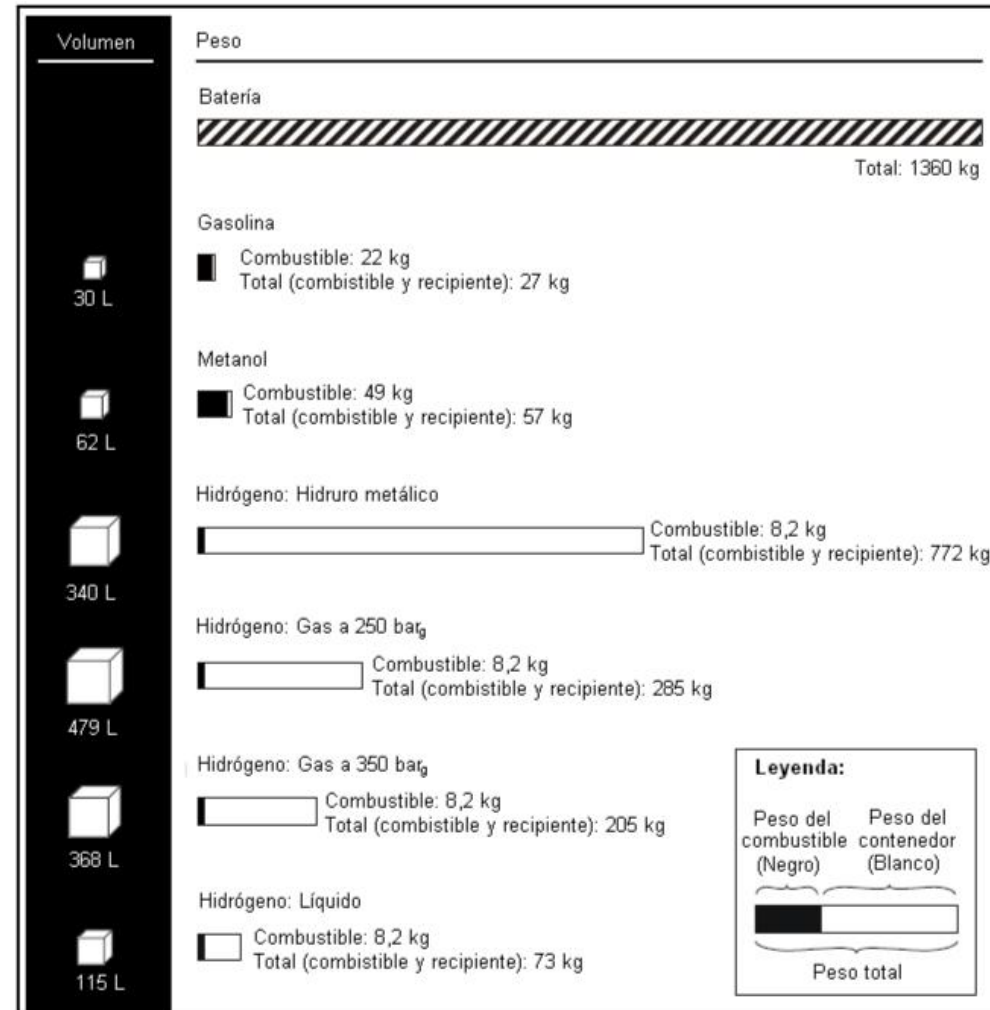 Volumen
Peso
Batería
Total: 1360 kg
Gasolina
Combustible: 22 kg
Total (combistible y recipiente): 27 kg
30 L
Metanol
Combustible: 49 kg
Total (combistible y recipiente): 57 kg
62 L
Hidrógeno: Hidruro metálico
Combustible: 8,2 kg
Total (combistible y recipiente): 772 kg
340 L
Hidrógeno: Gas a 250 barg
Combustible: 8,2 kg
Total (combistible y recipiente): 285 kg
479 L
Hidrógeno: Gas a 350 barg
Combustible: 8,2 kg
Total (combistible y recipiente): 205 kg
368 L
Hidrógeno: Líquido
Combustible: 8,2 kg
Total (combistible y recipiente): 73 kg
115 L
Leyenda:
Peso del combustible (Negro)
Peso del contenedor (Blanco)
Peso total